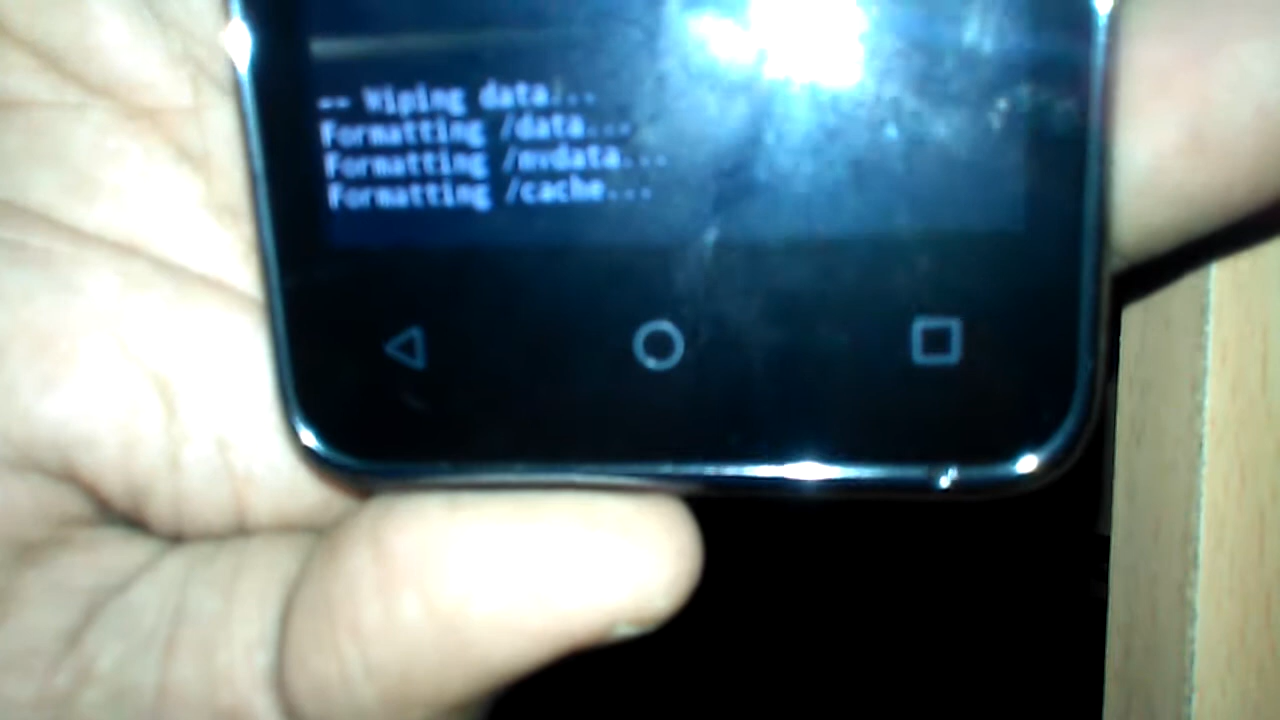 -- Wiping data...
Formatting /data...
Formatting /nvdata...
Formatting /cache...